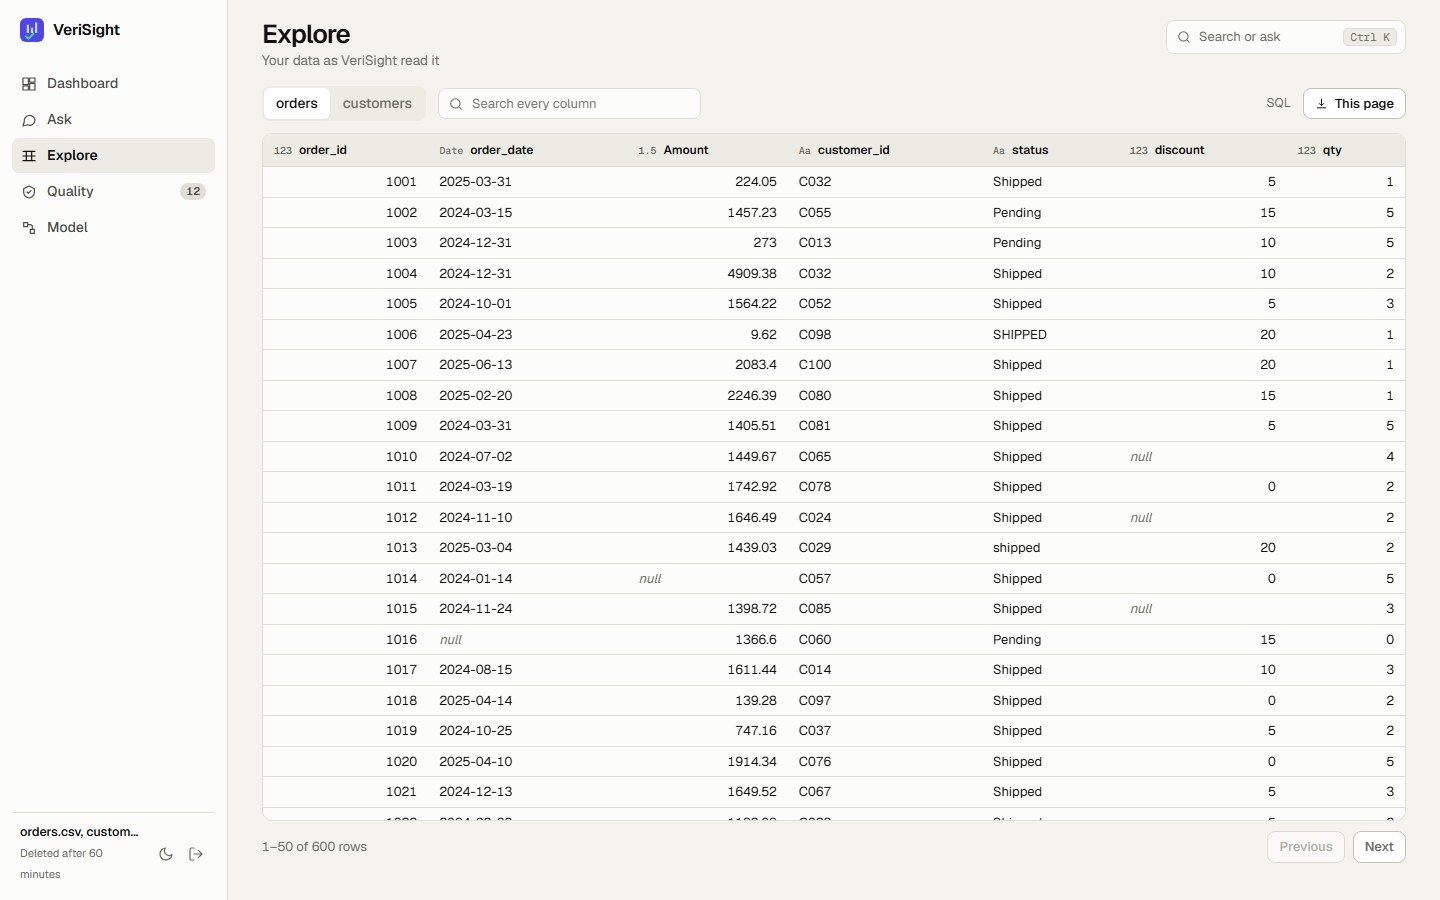 VeriSight
Dashboard
Ask
Explore
Quality 12
Model
orders.csv, custom...
Deleted after 60
minutes
Explore
Your data as VeriSight read it
Search or ask Ctrl K
orders customers Search every column SQL This page
123 order_id Date order_date 1.5 Amount Aa customer_id Aa status 123 discount 123 qty
1001 2025-03-31 224.05 C032 Shipped 5 1
1002 2024-03-15 1457.23 C055 Pending 15 5
1003 2024-12-31 273 C013 Pending 10 5
1004 2024-12-31 4909.38 C032 Shipped 10 2
1005 2024-10-01 1564.22 C052 Shipped 5 3
1006 2025-04-23 9.62 C098 SHIPPED 20 1
1007 2025-06-13 2083.4 C100 Shipped 20 1
1008 2025-02-20 2246.39 C080 Shipped 15 1
1009 2024-03-31 1405.51 C081 Shipped 5 5
1010 2024-07-02 1449.67 C065 Shipped null 4
1011 2024-03-19 1742.92 C078 Shipped 0 2
1012 2024-11-10 1646.49 C024 Shipped null 2
1013 2025-03-04 1439.03 C029 shipped 20 2
1014 2024-01-14 null C057 Shipped 0 5
1015 2024-11-24 1398.72 C085 Shipped null 3
1016 null 1366.6 C060 Pending 15 0
1017 2024-08-15 1611.44 C014 Shipped 10 3
1018 2025-04-14 139.28 C097 Shipped 0 2
1019 2024-10-25 747.16 C037 Shipped 5 2
1020 2025-04-10 1914.34 C076 Shipped 0 5
1021 2024-12-13 1649.52 C067 Shipped 5 3
1–50 of 600 rows Previous Next